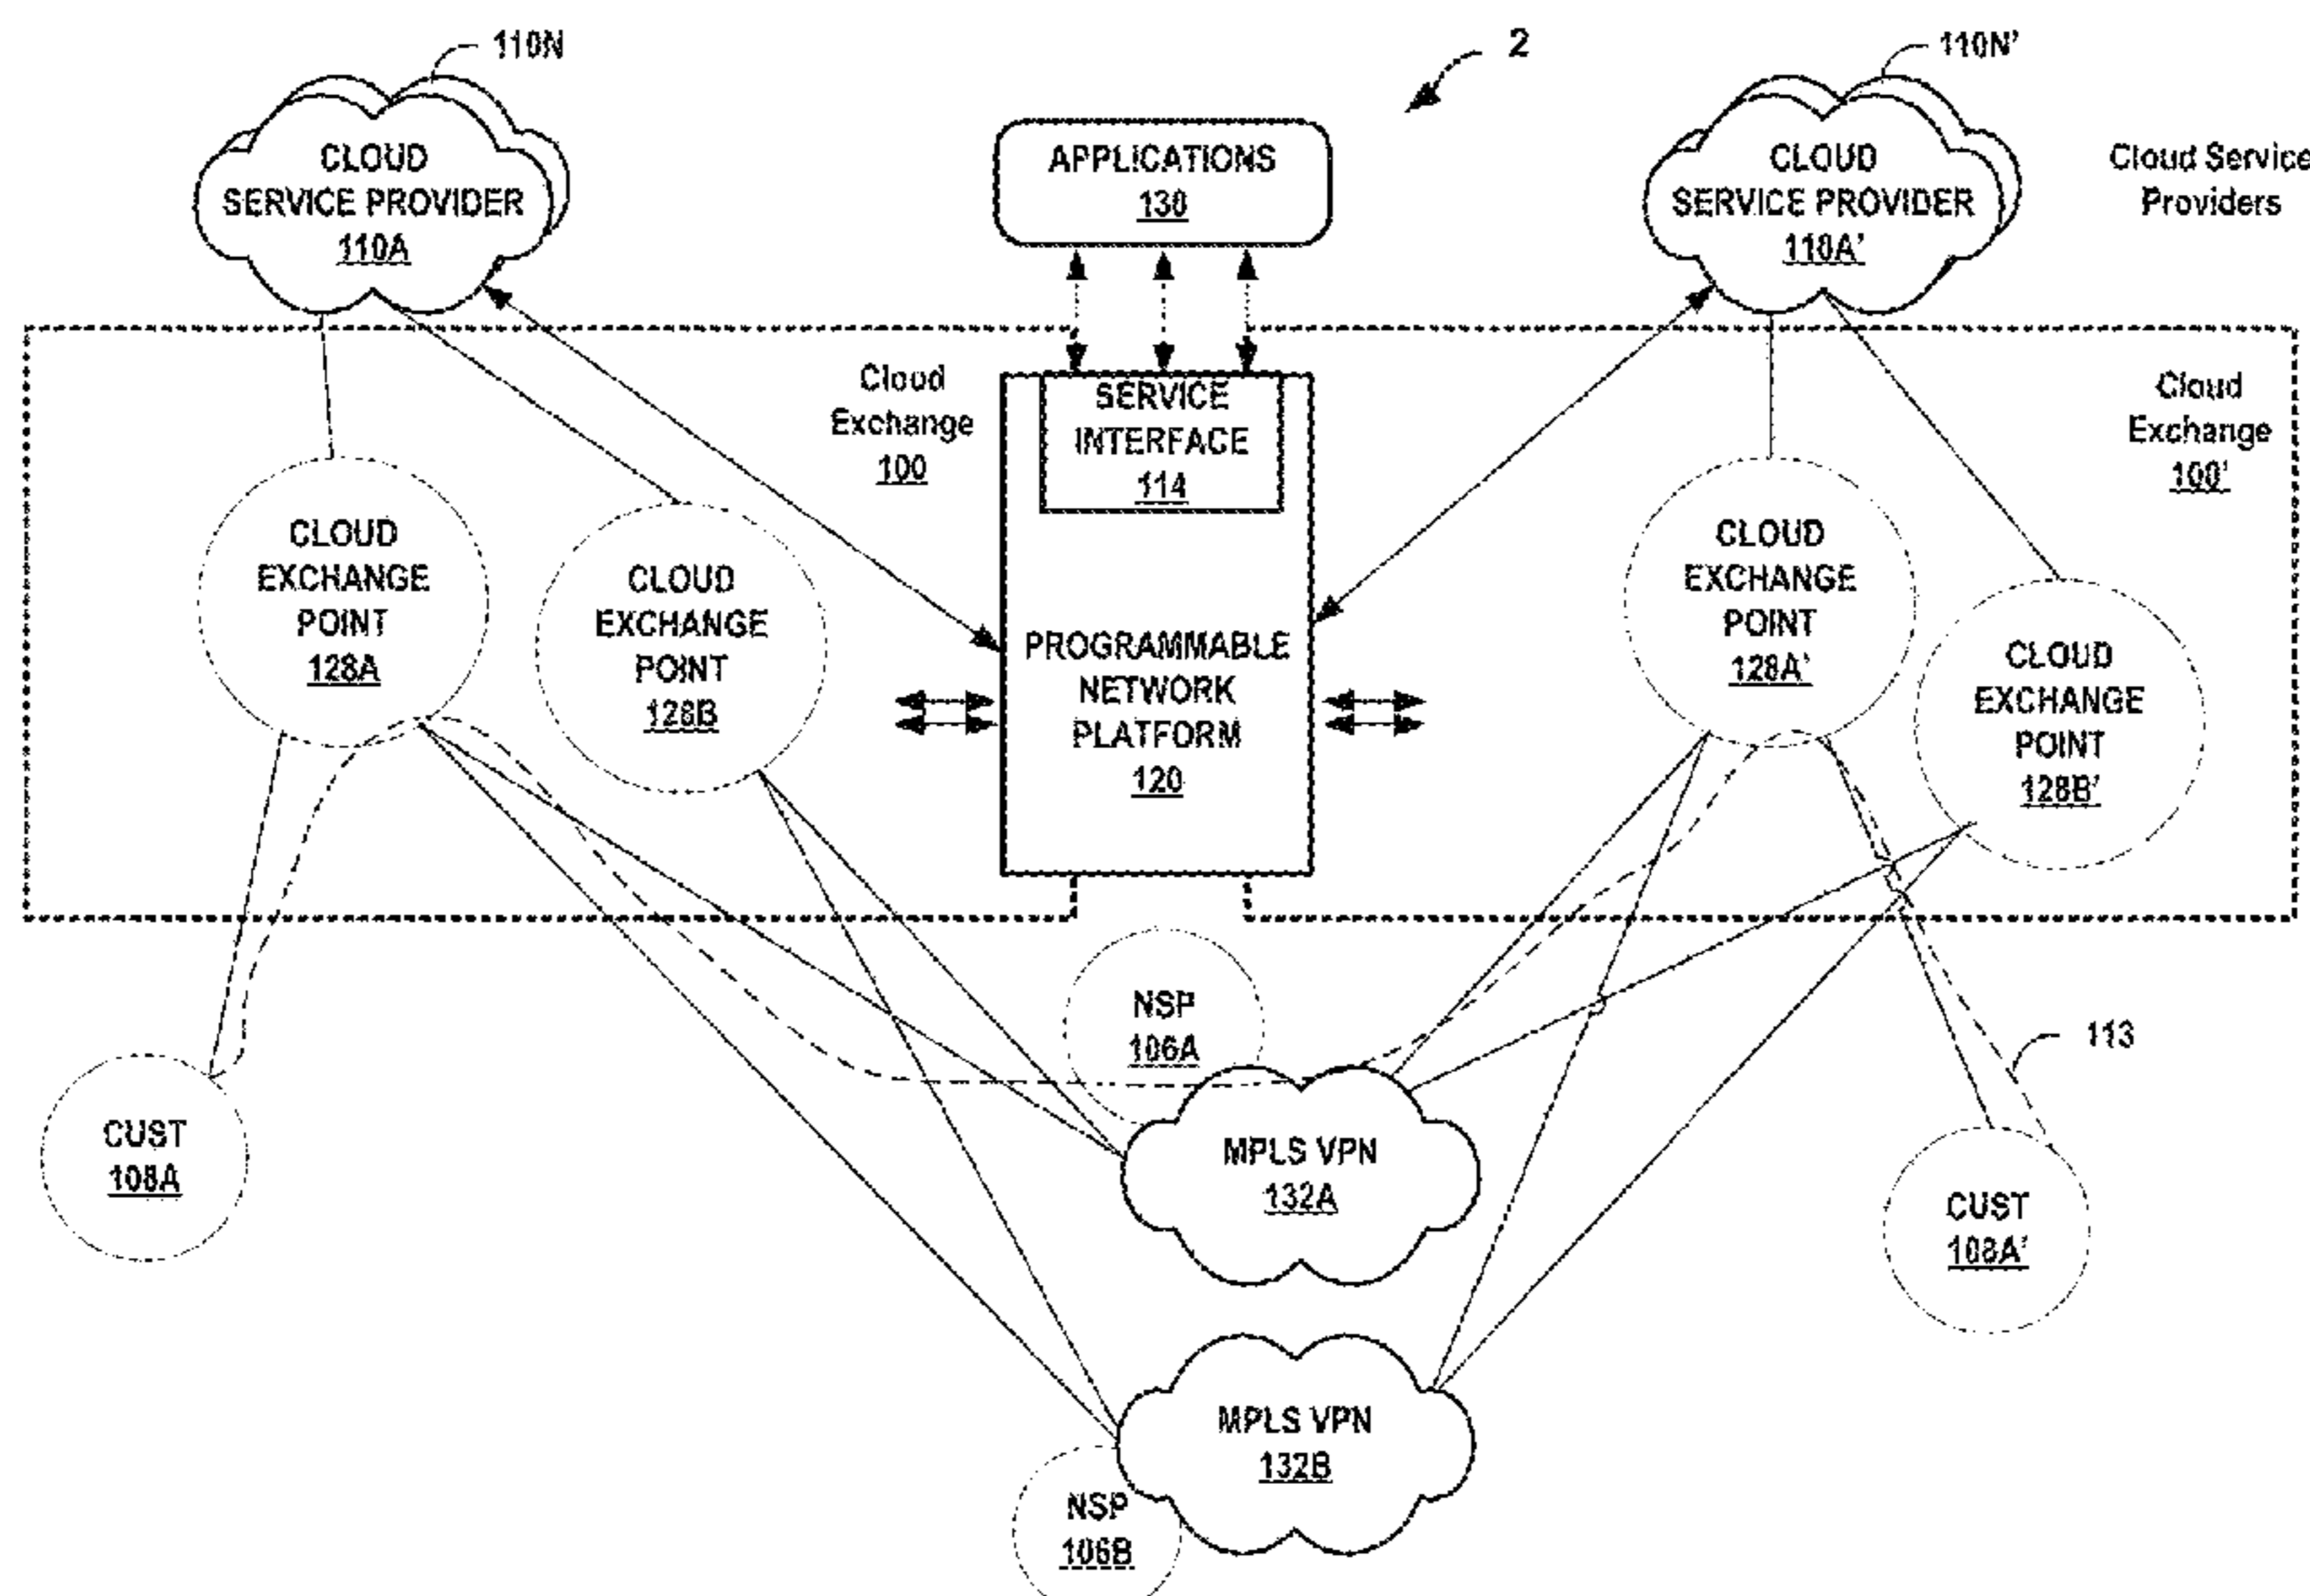 110N
2
110N'
CLOUD
SERVICE PROVIDER
110A
APPLICATIONS
130
CLOUD
SERVICE PROVIDER
110A'
Cloud Service
Providers
Cloud
Exchange
100
SERVICE
INTERFACE
114
Cloud
Exchange
100'
CLOUD
EXCHANGE
POINT
128A
CLOUD
EXCHANGE
POINT
128B
PROGRAMMABLE
NETWORK
PLATFORM
120
CLOUD
EXCHANGE
POINT
128A'
CLOUD
EXCHANGE
POINT
128B'
NSP
106A
113
CUST
108A
MPLS VPN
132A
CUST
108A'
MPLS VPN
132B
NSP
106B